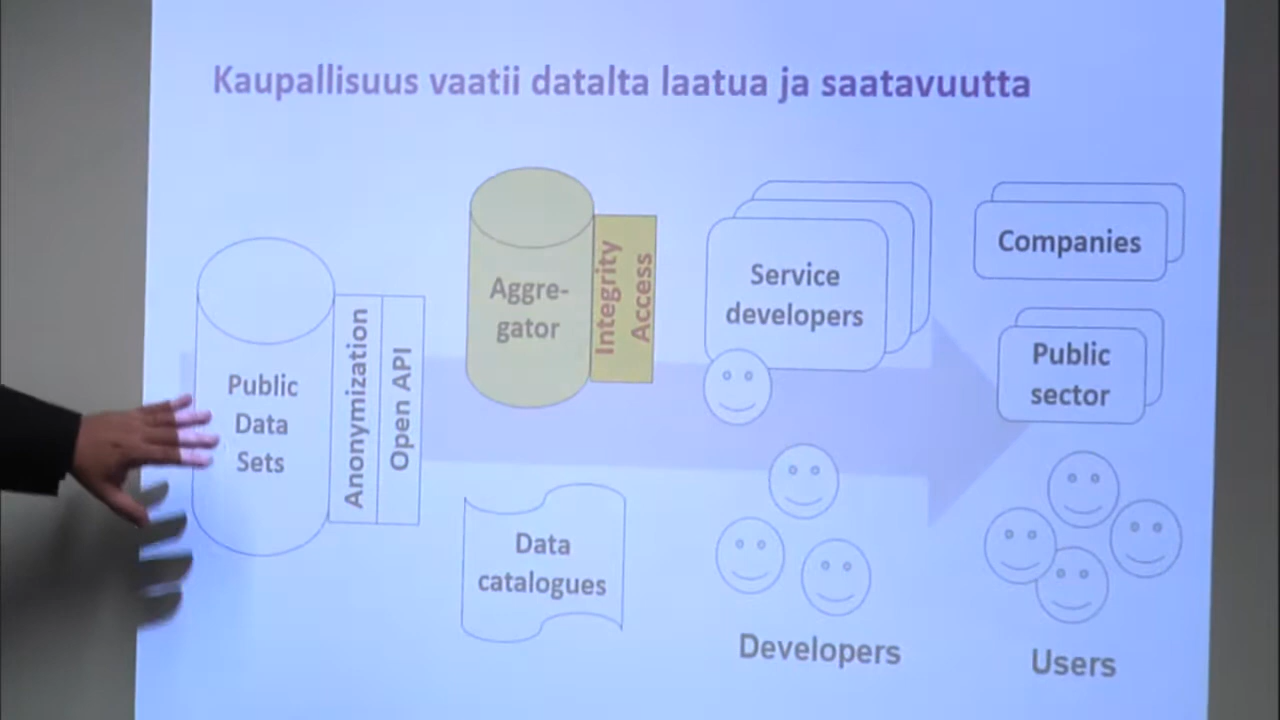 Kaupallisuus vaatii datalta laatua ja saatavuutta
Public
Data
Sets
Anonymization
Open API
Aggre-
gator
Integrity
Access
Data
catalogues
Service
developers
Developers
Companies
Public
sector
Users